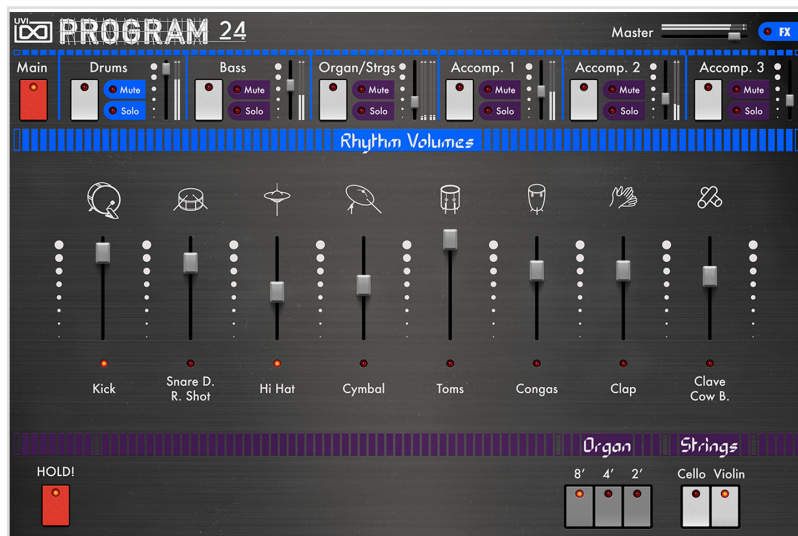 UVI
PROGRAM 24
Master
FX
Main
Drums
Mute
Solo
Bass
Mute
Solo
Organ/Strgs
Mute
Solo
Accomp. 1
Mute
Solo
Accomp. 2
Mute
Solo
Accomp. 3
Mute
Solo
Rhythm Volumes
Kick
Snare D.
R. Shot
Hi Hat
Cymbal
Toms
Congas
Clap
Clave
Cow B.
Organ
Strings
HOLD!
8' 4' 2'
Cello Violin